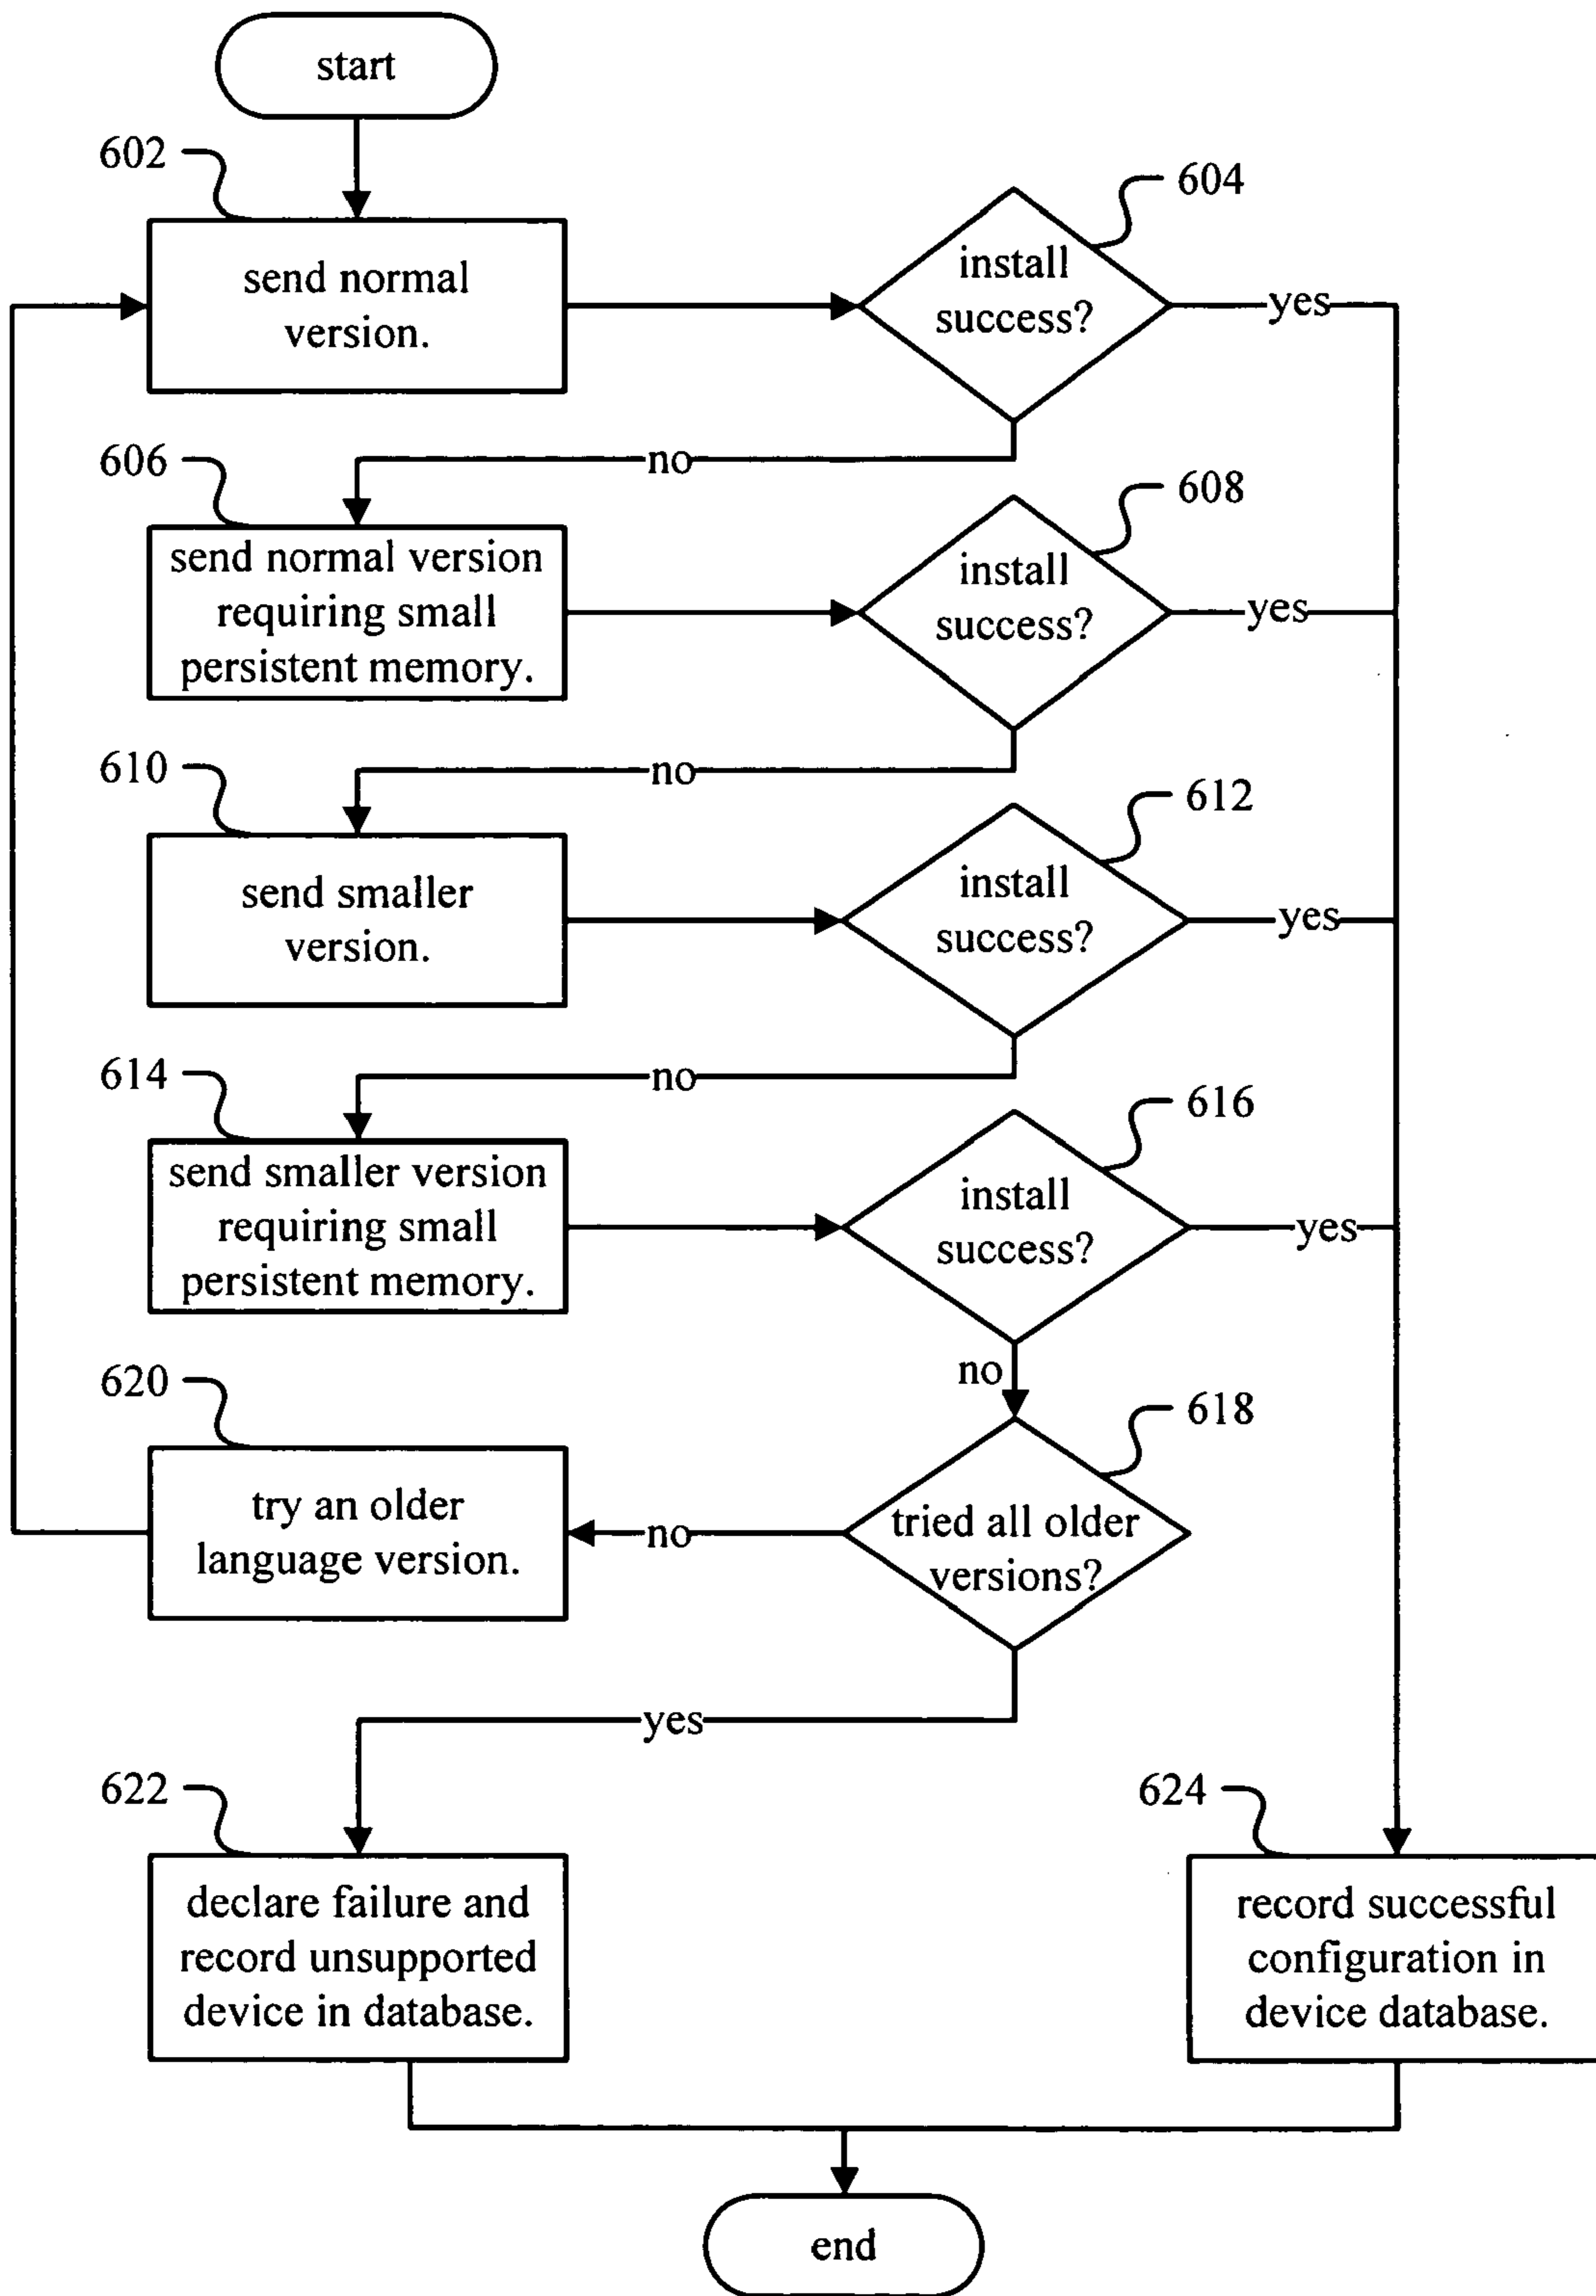 start
602
604
send normal
version.
install
success?
yes
no
606
608
send normal version
requiring small
persistent memory.
install
success?
yes
no
610
612
send smaller
version.
install
success?
yes
no
614
616
send smaller version
requiring small
persistent memory.
install
success?
yes
no
620
618
try an older
language version.
no
tried all older
versions?
yes
622
624
declare failure and
record unsupported
device in database.
record successful
configuration in
device database.
end